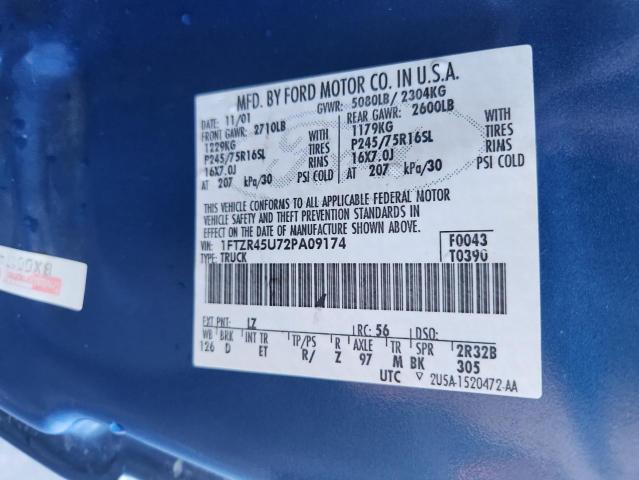 MFD. BY FORD MOTOR CO. IN U.S.A.
DATE: 11/01 GVWR: 5080LB/ 2304KG
FRONT GAWR: 2710LB REAR GAWR: 2600LB
1229KG WITH 1179KG WITH
P245/75R16SL TIRES P245/75R16SL TIRES
16X7.0J RIMS 16X7.0J RIMS
AT 207 kPa/30 PSI COLD AT 207 kPa/30 PSI COLD
THIS VEHICLE CONFORMS TO ALL APPLICABLE FEDERAL MOTOR
VEHICLE SAFETY AND THEFT PREVENTION STANDARDS IN
EFFECT ON THE DATE OF MANUFACTURE SHOWN ABOVE.
VIN: 1FTZR45U72PA09174 F0043
TYPE: TRUCK T0390
EXT PNT: LZ RC: 56 DSO:
WB BRK INT TR TP/PS R AXLE TR SPR 2R32B
126 D ET R/ Z 97 M BK 305
UTC 2U5A-1520472-AA